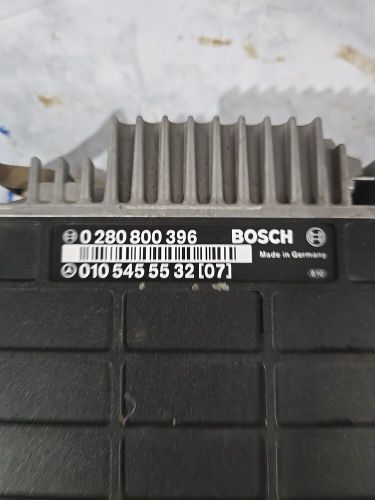 0 280 800 396 BOSCH
Made in Germany
010 545 55 32 [07]